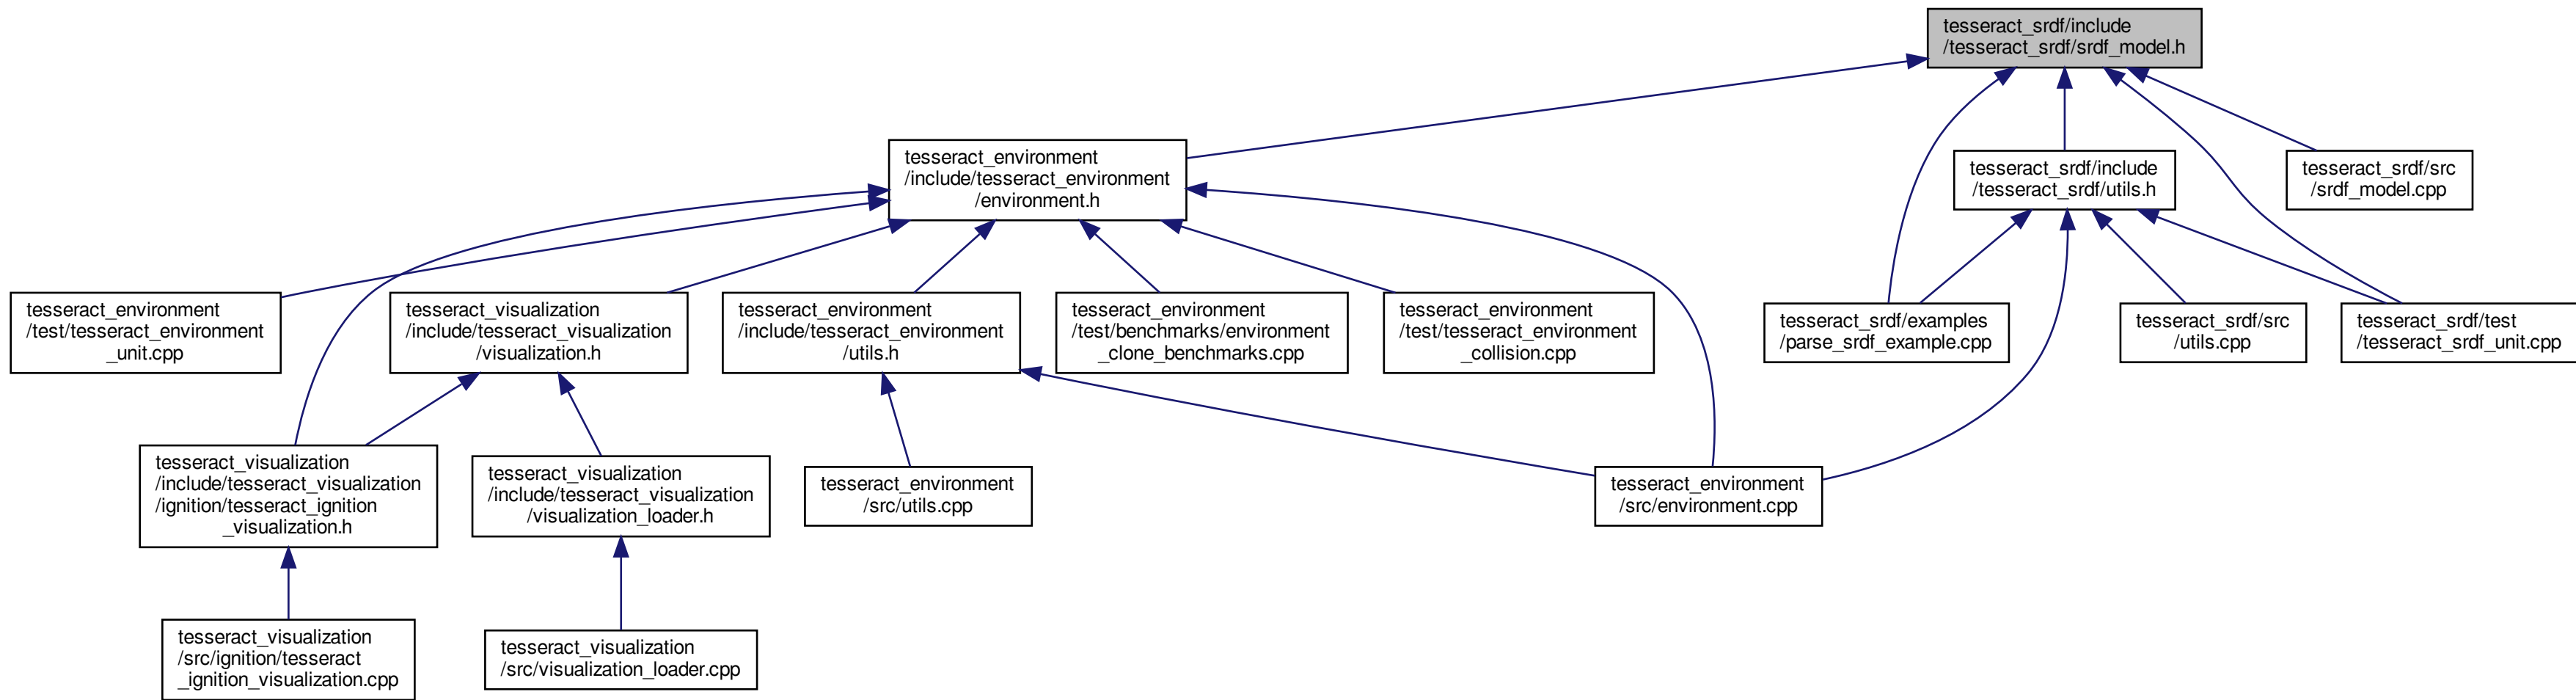 tesseract_srdf/include
/tesseract_srdf/srdf_model.h
tesseract_environment
/include/tesseract_environment
/environment.h
tesseract_srdf/include
/tesseract_srdf/utils.h
tesseract_srdf/src
/srdf_model.cpp
tesseract_environment
/test/tesseract_environment
_unit.cpp
tesseract_visualization
/include/tesseract_visualization
/visualization.h
tesseract_environment
/include/tesseract_environment
/utils.h
tesseract_environment
/test/benchmarks/environment
_clone_benchmarks.cpp
tesseract_environment
/test/tesseract_environment
_collision.cpp
tesseract_srdf/examples
/parse_srdf_example.cpp
tesseract_srdf/src
/utils.cpp
tesseract_srdf/test
/tesseract_srdf_unit.cpp
tesseract_visualization
/include/tesseract_visualization
/ignition/tesseract_ignition
_visualization.h
tesseract_visualization
/include/tesseract_visualization
/visualization_loader.h
tesseract_environment
/src/utils.cpp
tesseract_environment
/src/environment.cpp
tesseract_visualization
/src/ignition/tesseract
_ignition_visualization.cpp
tesseract_visualization
/src/visualization_loader.cpp